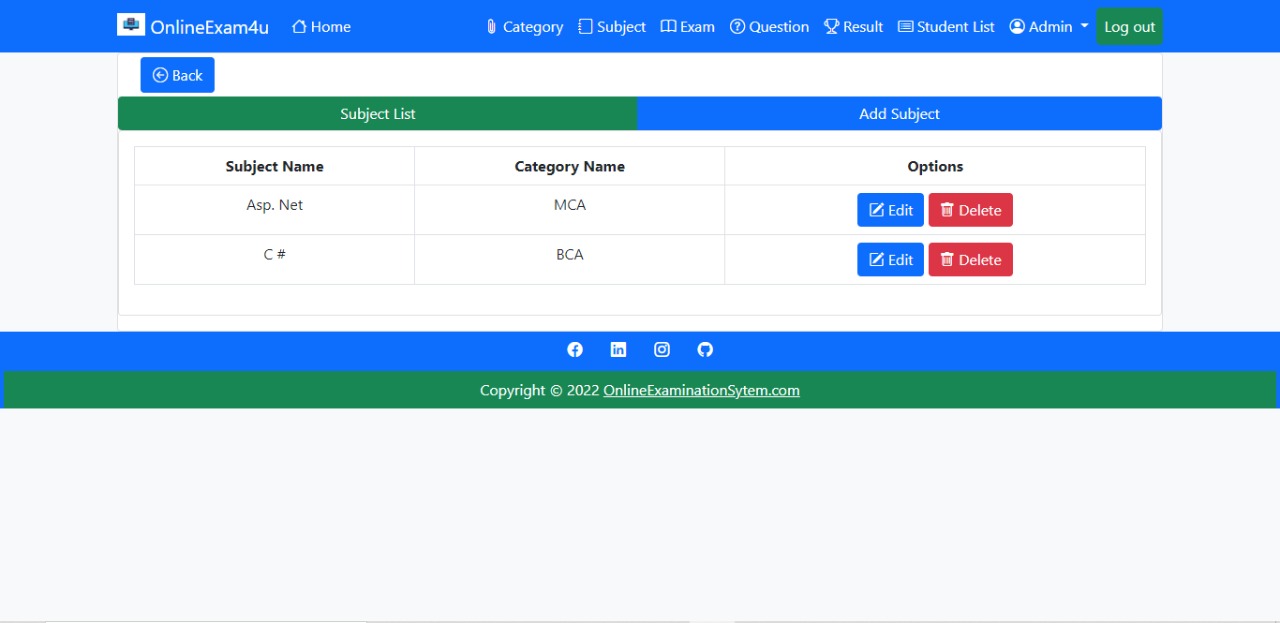 OnlineExam4u Home Category Subject Exam Question Result Student List Admin Log out
Back
Subject List Add Subject
Subject Name Category Name Options
Asp. Net MCA Edit Delete
C # BCA Edit Delete
Copyright © 2022 OnlineExaminationSytem.com